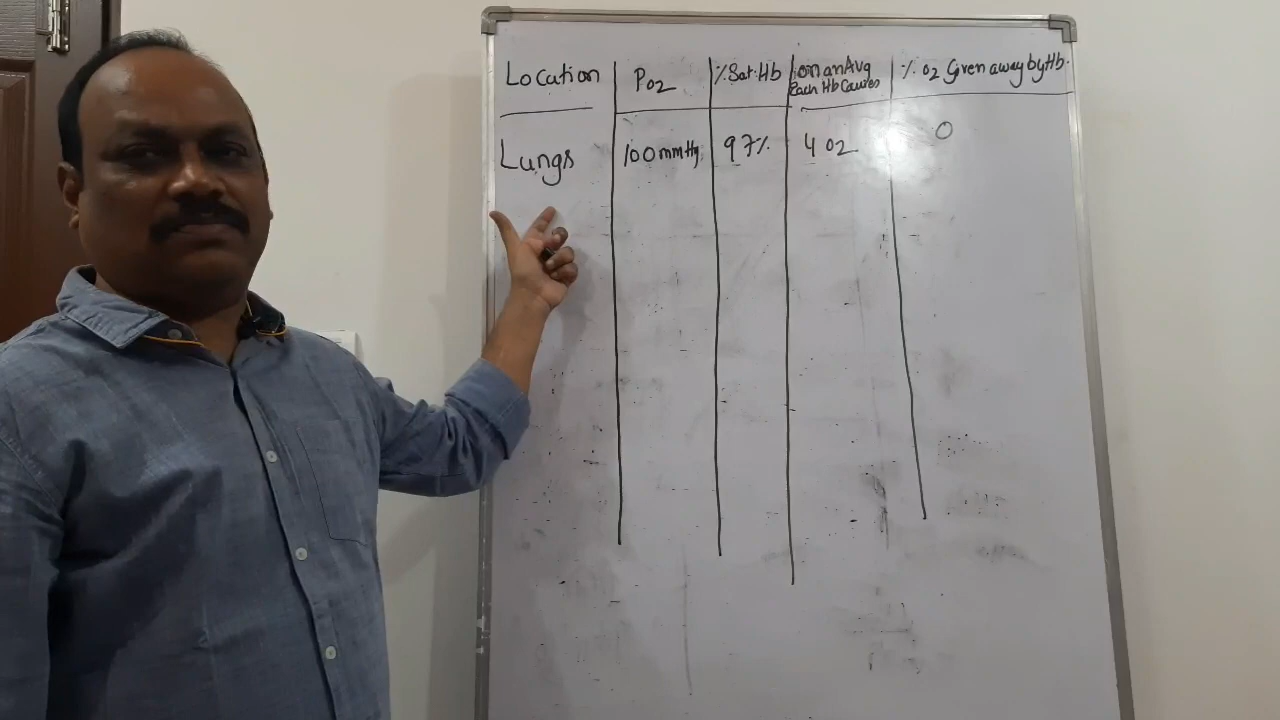 Location
PO2
% Sat. Hb
on an Avg
Each Hb Carries
% O2 Given away by Hb.
Lungs
100 mmHg
97%
4 O2
0